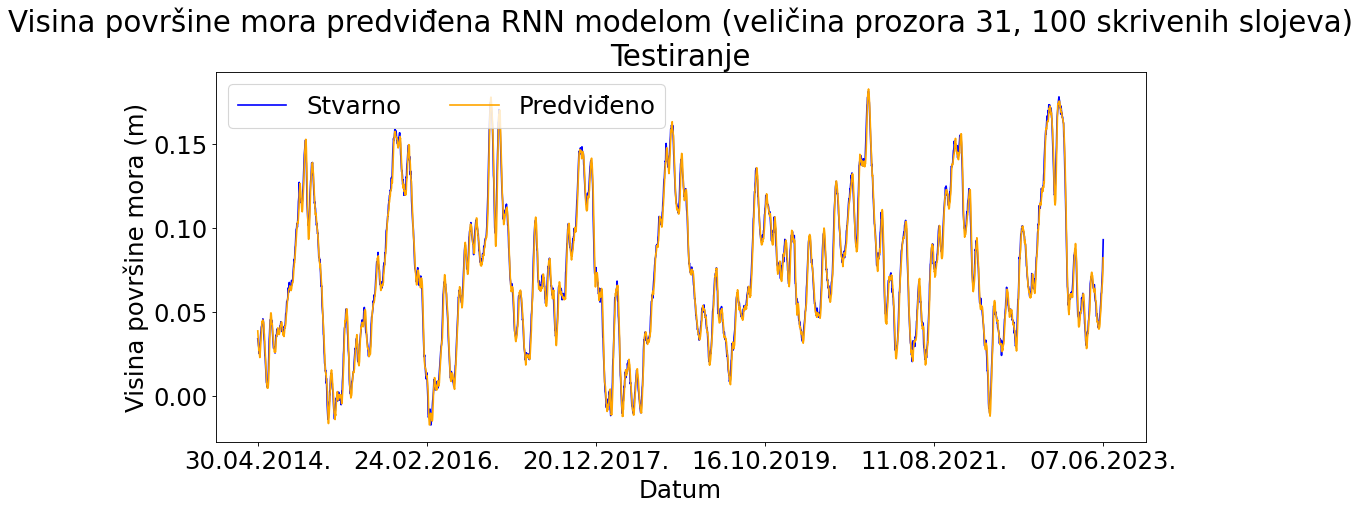 Visina površine mora predviđena RNN modelom (veličina prozora 31, 100 skrivenih slojeva)
Testiranje
Stvarno
Predviđeno
Visina površine mora (m)
0.15
0.10
0.05
0.00
30.04.2014.
24.02.2016.
20.12.2017.
16.10.2019.
11.08.2021.
07.06.2023.
Datum